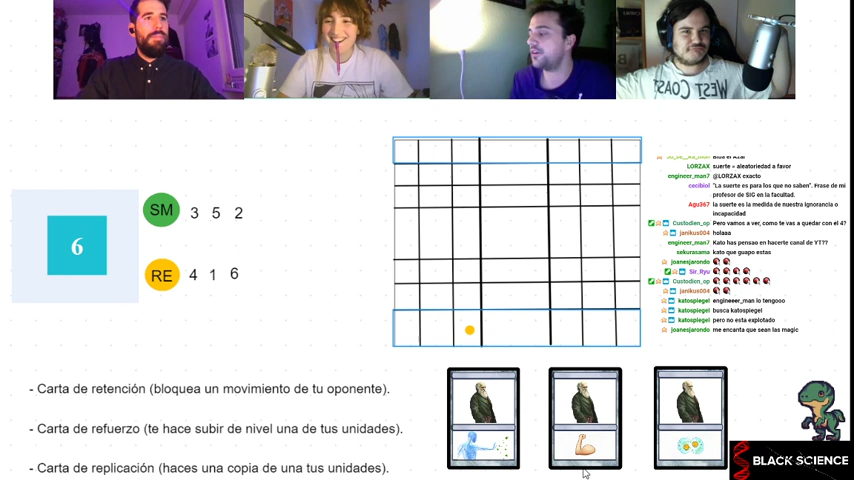 WEST COAST
6
SM 3 5 2
RE 4 1 6
LORZAX suerte = aleatoriedad a favor
engineer_man7 @LORZAX exacto
cecibiol "La suerte es para los que no saben". Frase de mi
profesor de SIG en la facultad.
Agu367 la suerte es la medida de nuestra ignorancia o
incapacidad
Custodien_op Pero vamos a ver, como te vas a quedar con el 4?
janikus004 holaaa
engineer_man7 Kato has pensao en hacerte canal de YT??
sekurasama kato que guapo estas
joanesjarondo
Sir_Ryu
Custodien_op
janikus004
katospiegel engineeer_man lo tengooo
katospiegel busca katospiegel
katospiegel pero no esta explotado
joanesjarondo me encanta que sean las magic
- Carta de retención (bloquea un movimiento de tu oponente).
- Carta de refuerzo (te hace subir de nivel una de tus unidades).
- Carta de replicación (haces una copia de una tus unidades).
BLACK SCIENCE